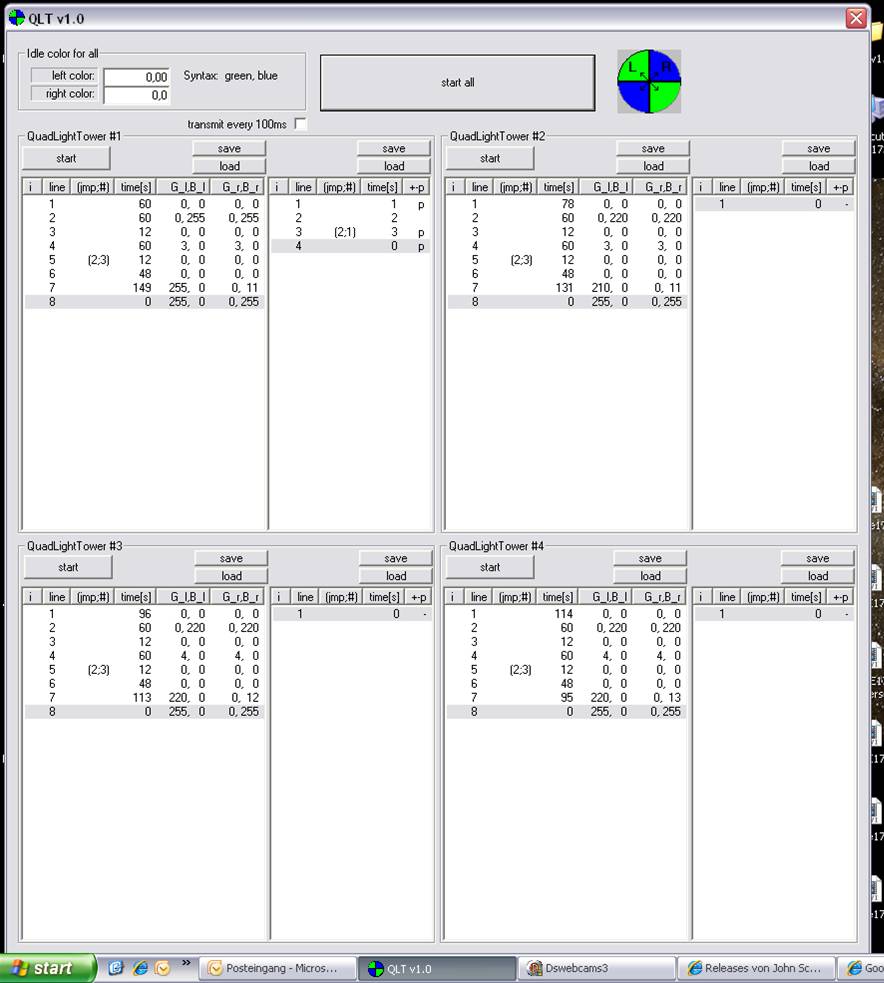 QLT v1.0
Idle color for all
left color: 0,00 Syntax: green, blue
right color: 0,0
start all
L R
transmit every 100ms
QuadLightTower #1
start save save
load load
i line (jmp;#) time[s] G_l,B_l G_r,B_r i line (jmp;#) time[s] +-p
1 60 0, 0 0, 0 1 1 p
2 60 0, 255 0, 255 2 2
3 12 0, 0 0, 0 3 (2;1) 3 p
4 60 3, 0 3, 0 4 0 p
5 (2;3) 12 0, 0 0, 0
6 48 0, 0 0, 0
7 149 255, 0 0, 11
8 0 255, 0 0, 255
QuadLightTower #2
start save save
load load
i line (jmp;#) time[s] G_l,B_l G_r,B_r i line (jmp;#) time[s] +-p
1 78 0, 0 0, 0 1 0 -
2 60 0, 220 0, 220
3 12 0, 0 0, 0
4 60 3, 0 3, 0
5 (2;3) 12 0, 0 0, 0
6 48 0, 0 0, 0
7 131 210, 0 0, 11
8 0 255, 0 0, 255
QuadLightTower #3
start save save
load load
i line (jmp;#) time[s] G_l,B_l G_r,B_r i line (jmp;#) time[s] +-p
1 96 0, 0 0, 0 1 0 -
2 60 0, 220 0, 220
3 12 0, 0 0, 0
4 60 4, 0 4, 0
5 (2;3) 12 0, 0 0, 0
6 48 0, 0 0, 0
7 113 220, 0 0, 12
8 0 255, 0 0, 255
QuadLightTower #4
start save save
load load
i line (jmp;#) time[s] G_l,B_l G_r,B_r i line (jmp;#) time[s] +-p
1 114 0, 0 0, 0 1 0 -
2 60 0, 220 0, 220
3 12 0, 0 0, 0
4 60 4, 0 4, 0
5 (2;3) 12 0, 0 0, 0
6 48 0, 0 0, 0
7 95 220, 0 0, 13
8 0 255, 0 0, 255
start » Posteingang - Micros... QLT v1.0 Dswebcams3 Releases von John Sc... Goo